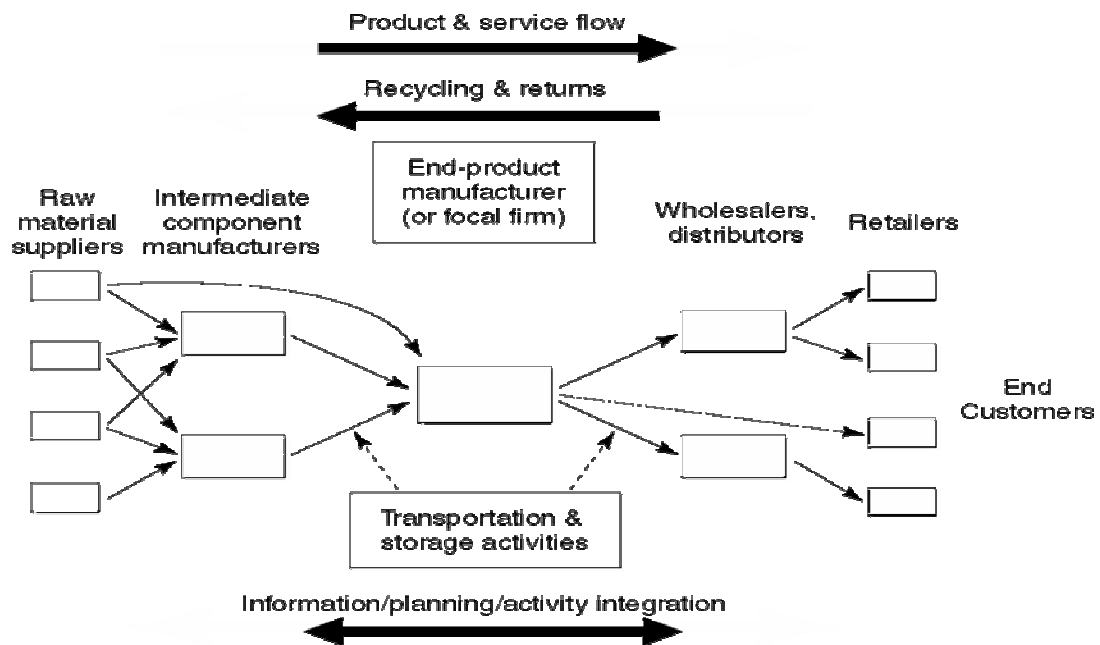 Product & service flow
Recycling & returns
End-product
manufacturer
(or focal firm)
Raw
material
suppliers
Intermediate
component
manufacturers
Wholesalers,
distributors
Retailers
End
Customers
Transportation &
storage activities
Information/planning/activity integration